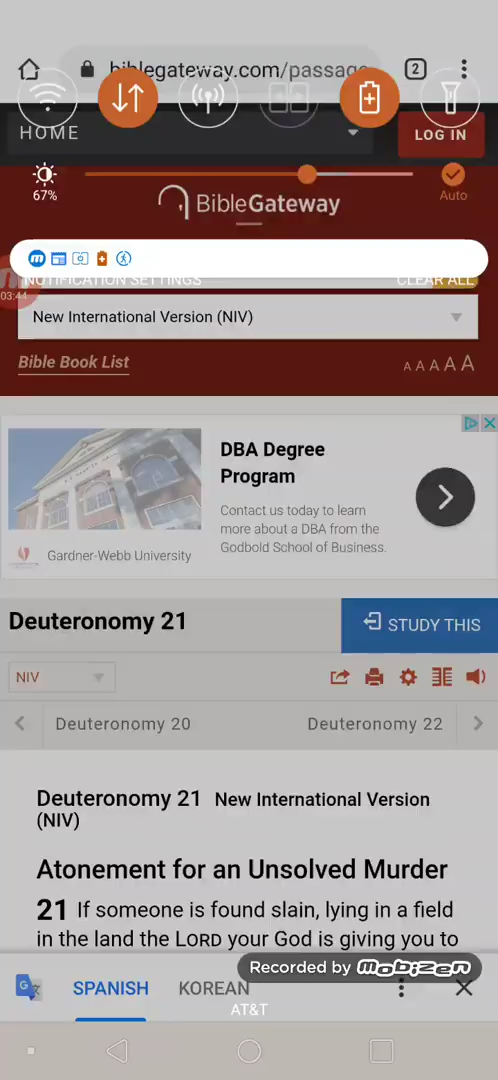 biblegateway.com/passage
2
HOME
LOG IN
67%
Auto
BibleGateway
NOTIFICATION SETTINGS
CLEAR ALL
03:44
New International Version (NIV)
Bible Book List
A A A A A
DBA Degree
Program
Contact us today to learn
more about a DBA from the
Godbold School of Business.
Gardner-Webb University
Deuteronomy 21
STUDY THIS
NIV
Deuteronomy 20
Deuteronomy 22
Deuteronomy 21 New International Version
(NIV)
Atonement for an Unsolved Murder
21 If someone is found slain, lying in a field
in the land the LORD your God is giving you to
Recorded by mobizen
SPANISH
KOREAN
AT&T